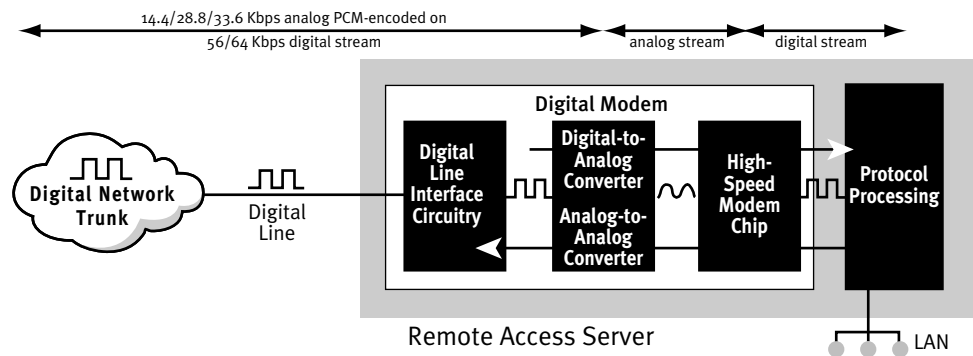 14.4/28.8/33.6 Kbps analog PCM-encoded on
56/64 Kbps digital stream
analog stream
digital stream
Digital Modem
Digital Network
Trunk
Digital
Line
Digital
Line
Interface
Circuitry
Digital-to-
Analog
Converter
Analog-to-
Analog
Converter
High-
Speed
Modem
Chip
Protocol
Processing
Remote Access Server
LAN